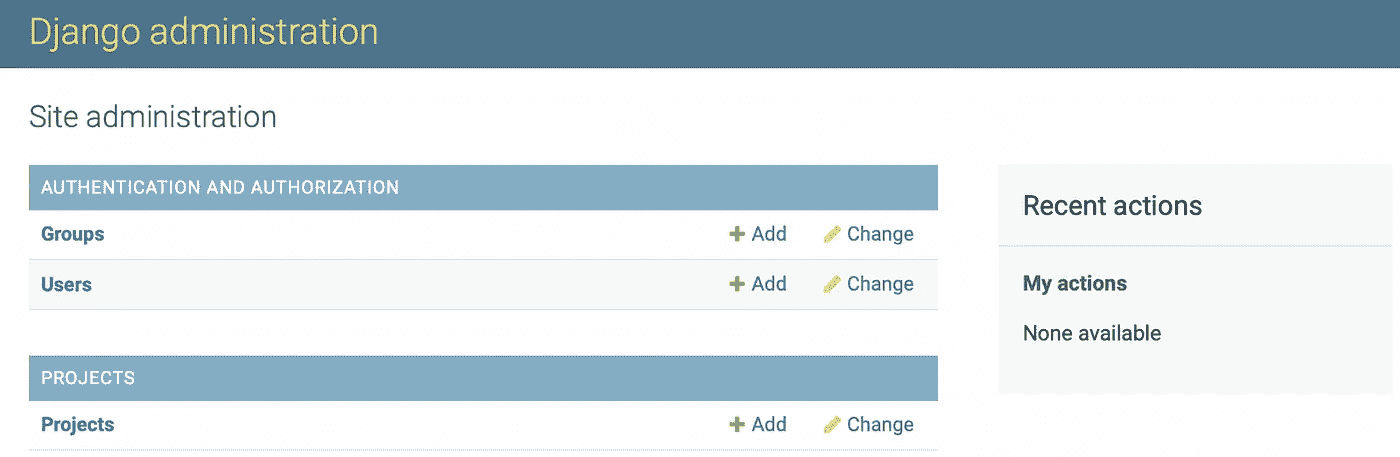 Django administration
Site administration
AUTHENTICATION AND AUTHORIZATION
Groups Add Change
Users Add Change
PROJECTS
Projects Add Change
Recent actions
My actions
None available